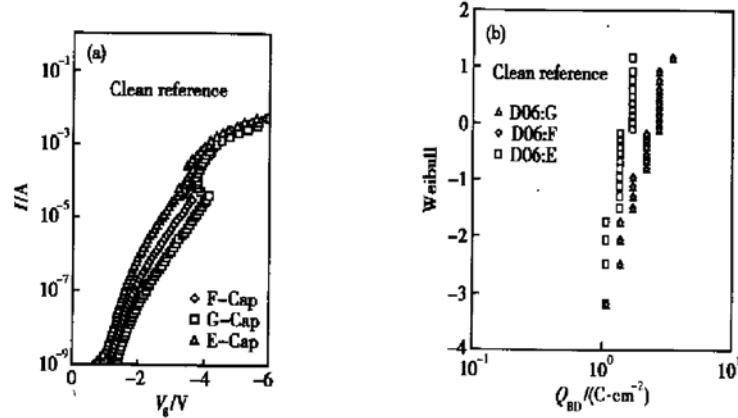 (a)
Clean reference
I/A
10⁻¹
10⁻³
10⁻⁵
10⁻⁷
10⁻⁹
F-Cap
G-Cap
E-Cap
0
-2
-4
-6
V_g/V
(b)
Clean reference
D06:G
D06:F
D06:E
Weibull
2
1
0
-1
-2
-3
-4
10⁻¹
10⁰
10¹
Q_BD/(C·cm⁻²)